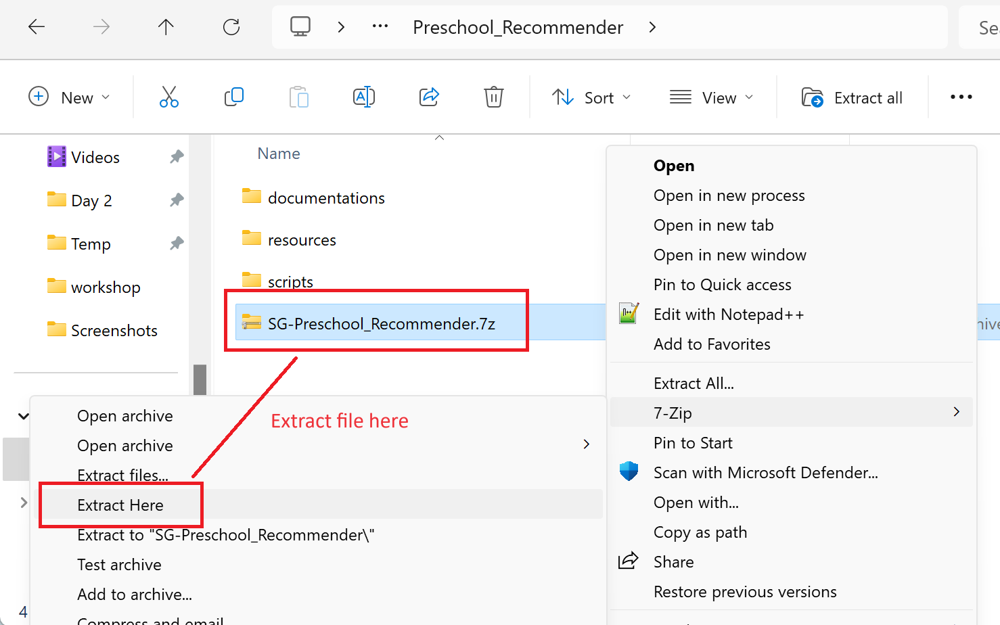 Preschool_Recommender
New
Sort
View
Extract all
Name
Videos
Day 2
Temp
workshop
Screenshots
documentations
resources
scripts
SG-Preschool_Recommender.7z
Extract file here
Open
Open in new process
Open in new tab
Open in new window
Pin to Quick access
Edit with Notepad++
Add to Favorites
Extract All...
7-Zip
Pin to Start
Scan with Microsoft Defender...
Open with...
Copy as path
Share
Restore previous versions
Open archive
Open archive
Extract files...
Extract Here
Extract to "SG-Preschool_Recommender\"
Test archive
Add to archive...
Compress and email
4